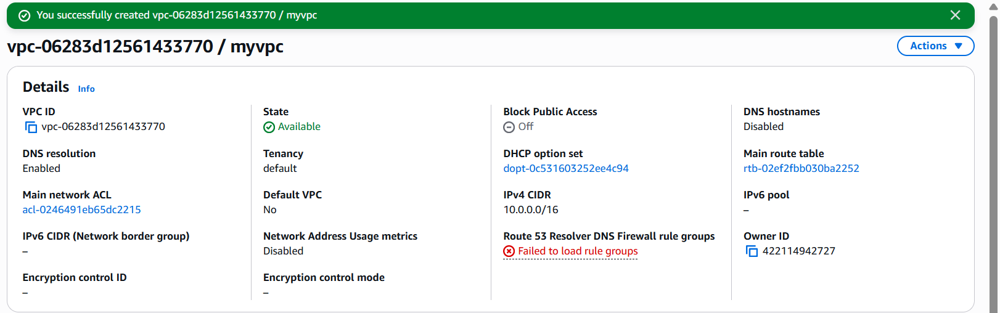 You successfully created vpc-06283d12561433770 / myvpc
vpc-06283d12561433770 / myvpc
Actions
Details Info
VPC ID
vpc-06283d12561433770
State
Available
Block Public Access
Off
DNS hostnames
Disabled
DNS resolution
Enabled
Tenancy
default
DHCP option set
dopt-0c531603252ee4c94
Main route table
rtb-02ef2fbb030ba2252
Main network ACL
acl-0246491eb65dc2215
Default VPC
No
IPv4 CIDR
10.0.0.0/16
IPv6 pool
–
IPv6 CIDR (Network border group)
–
Network Address Usage metrics
Disabled
Route 53 Resolver DNS Firewall rule groups
Failed to load rule groups
Owner ID
422114942727
Encryption control ID
–
Encryption control mode
–